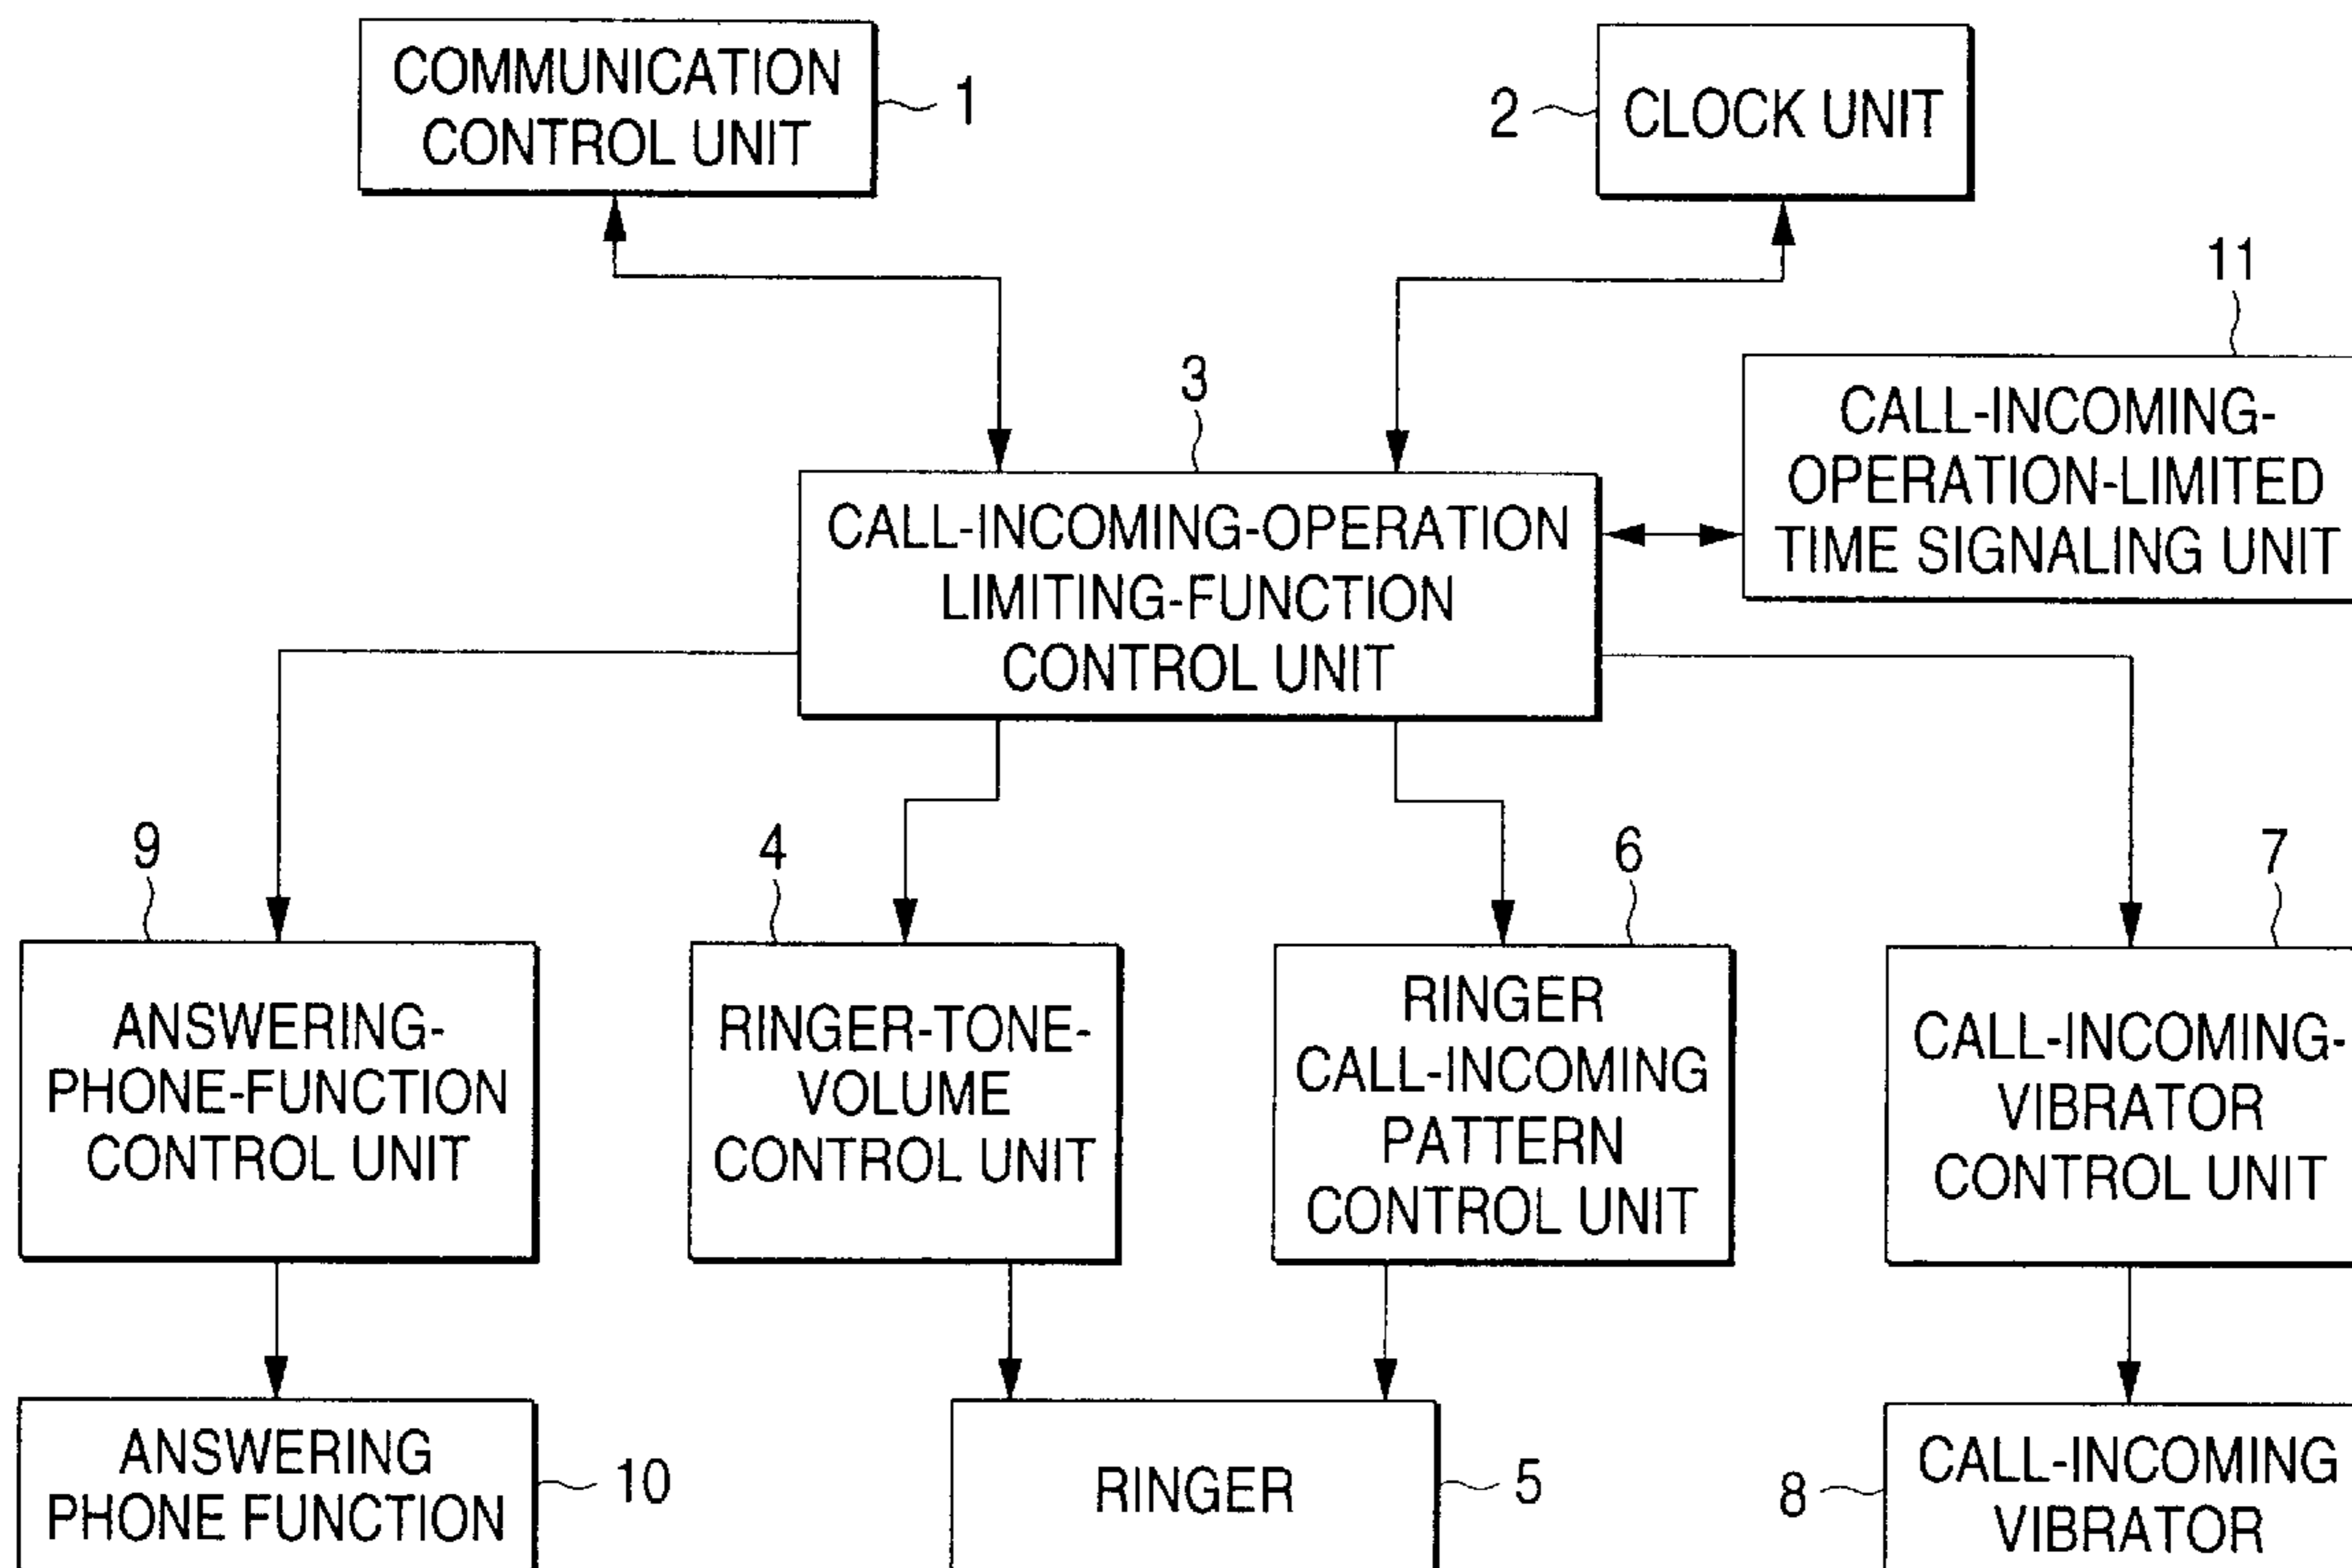 COMMUNICATION
CONTROL UNIT
1
2
CLOCK UNIT
11
CALL-INCOMING-
OPERATION-LIMITED
TIME SIGNALING UNIT
3
CALL-INCOMING-OPERATION
LIMITING-FUNCTION
CONTROL UNIT
9
ANSWERING-
PHONE-FUNCTION
CONTROL UNIT
4
RINGER-TONE-
VOLUME
CONTROL UNIT
6
RINGER
CALL-INCOMING
PATTERN
CONTROL UNIT
7
CALL-INCOMING-
VIBRATOR
CONTROL UNIT
ANSWERING
PHONE FUNCTION
10
RINGER
5
8
CALL-INCOMING
VIBRATOR